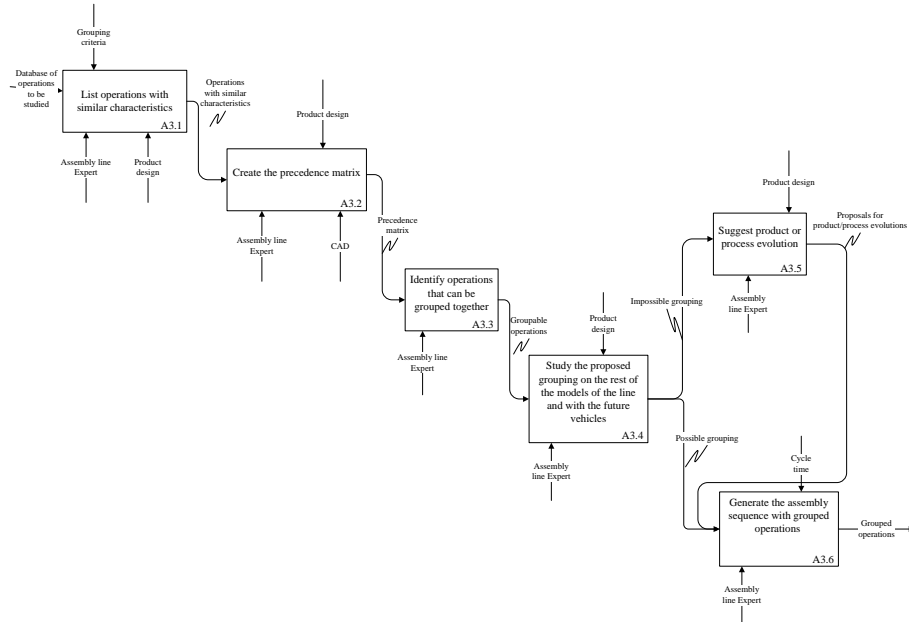 Grouping
criteria
Database of
operations
to be
studied
List operations with
similar characteristics
A3.1
Operations
with similar
characteristics
Assembly line
Expert
Product
design
Product design
Create the precedence matrix
A3.2
Assembly line
Expert
CAD
Precedence
matrix
Identify operations
that can be
grouped together
A3.3
Assembly line
Expert
Groupable
operations
Product
design
Study the proposed
grouping on the rest of
the models of the line
and with the future
vehicles
A3.4
Assembly
line Expert
Impossible grouping
Possible grouping
Product design
Suggest product or
process evolution
A3.5
Assembly
line Expert
Proposals for
product/process evolutions
Cycle
time
Generate the assembly
sequence with grouped
operations
A3.6
Assembly
line Expert
Grouped
operations